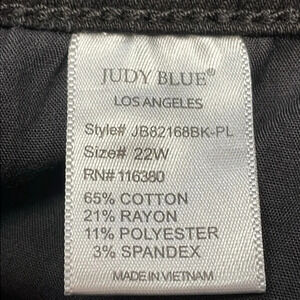 JUDY BLUE®
LOS ANGELES
Style# JB82168BK-PL
Size# 22W
RN# 116380
65% COTTON
21% RAYON
11% POLYESTER
3% SPANDEX
MADE IN VIETNAM